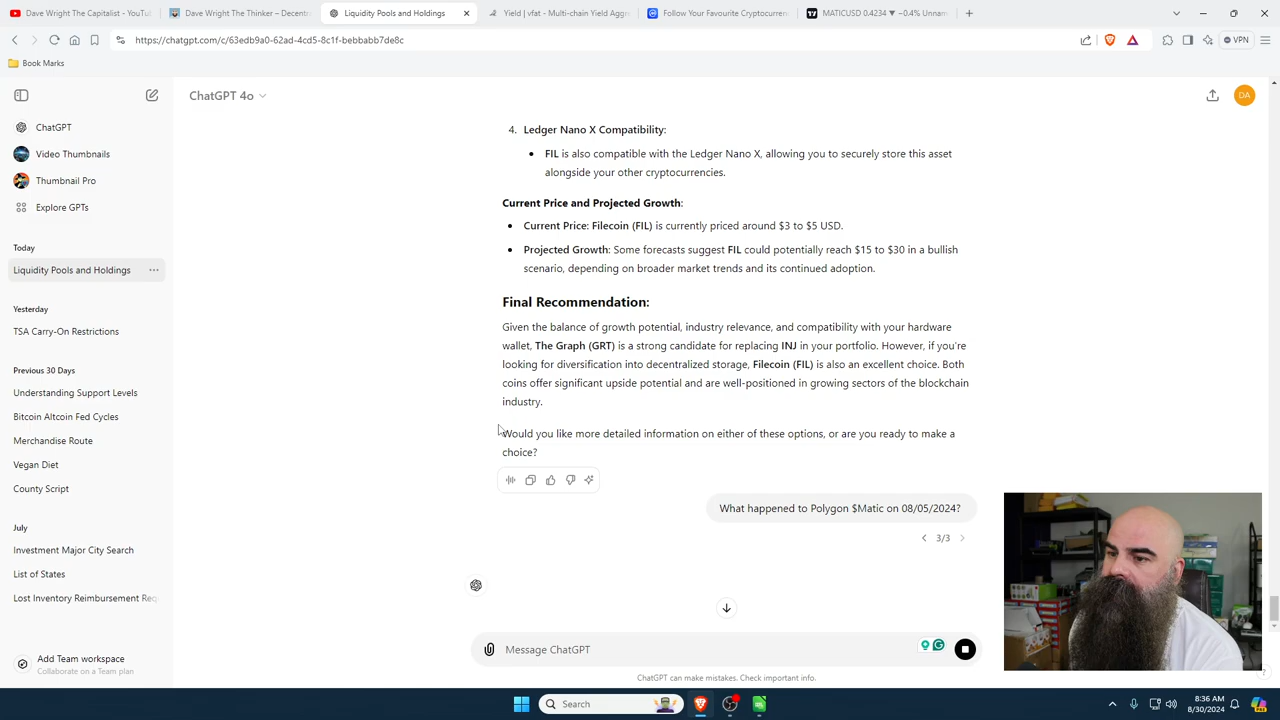 Dave Wright The Capitalist - YouTu
Dave Wright The Thinker – Decentr
Liquidity Pools and Holdings
Yield | vfat - Multi-chain Yield Aggr
Follow Your Favourite Cryptocurren
MATICUSD 0.4234 ▼ −0.4% Unnam
https://chatgpt.com/c/63edb9a0-62ad-4cd5-8c1f-bebbabb7de8c
VPN
Book Marks
ChatGPT 4o
DA
ChatGPT
Video Thumbnails
Thumbnail Pro
Explore GPTs
Today
Liquidity Pools and Holdings
Yesterday
TSA Carry-On Restrictions
Previous 30 Days
Understanding Support Levels
Bitcoin Altcoin Fed Cycles
Merchandise Route
Vegan Diet
County Script
July
Investment Major City Search
List of States
Lost Inventory Reimbursement Req
Add Team workspace
Collaborate on a Team plan
4. Ledger Nano X Compatibility:
• FIL is also compatible with the Ledger Nano X, allowing you to securely store this asset
alongside your other cryptocurrencies.
Current Price and Projected Growth:
• Current Price: Filecoin (FIL) is currently priced around $3 to $5 USD.
• Projected Growth: Some forecasts suggest FIL could potentially reach $15 to $30 in a bullish
scenario, depending on broader market trends and its continued adoption.
Final Recommendation:
Given the balance of growth potential, industry relevance, and compatibility with your hardware
wallet, The Graph (GRT) is a strong candidate for replacing INJ in your portfolio. However, if you're
looking for diversification into decentralized storage, Filecoin (FIL) is also an excellent choice. Both
coins offer significant upside potential and are well-positioned in growing sectors of the blockchain
industry.
Would you like more detailed information on either of these options, or are you ready to make a
choice?
What happened to Polygon $Matic on 08/05/2024?
3/3
Message ChatGPT
ChatGPT can make mistakes. Check important info.
?
Search
8:36 AM
8/30/2024